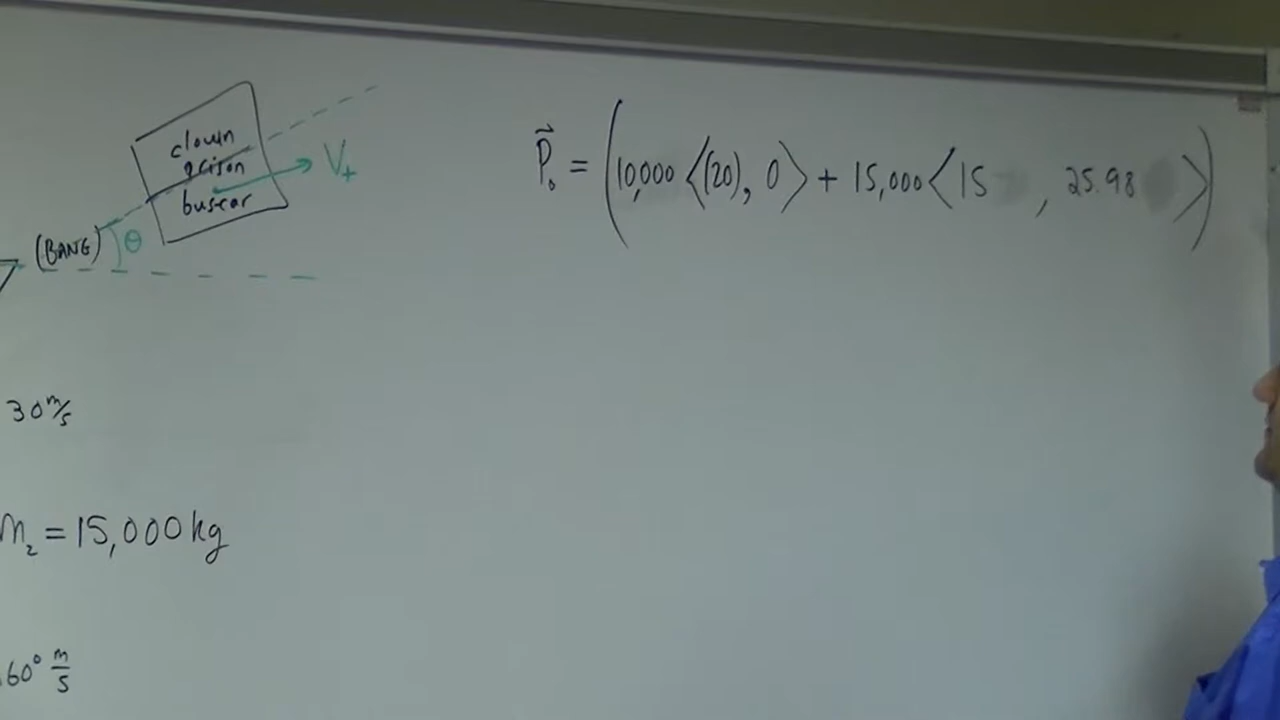 clown
prison
bus-car
V+
(BANG) θ
P₀ = (10,000 ⟨(20), 0⟩ + 15,000 ⟨15 , 25.98 ⟩)
30 m/s
m₂ = 15,000 kg
60° m/s